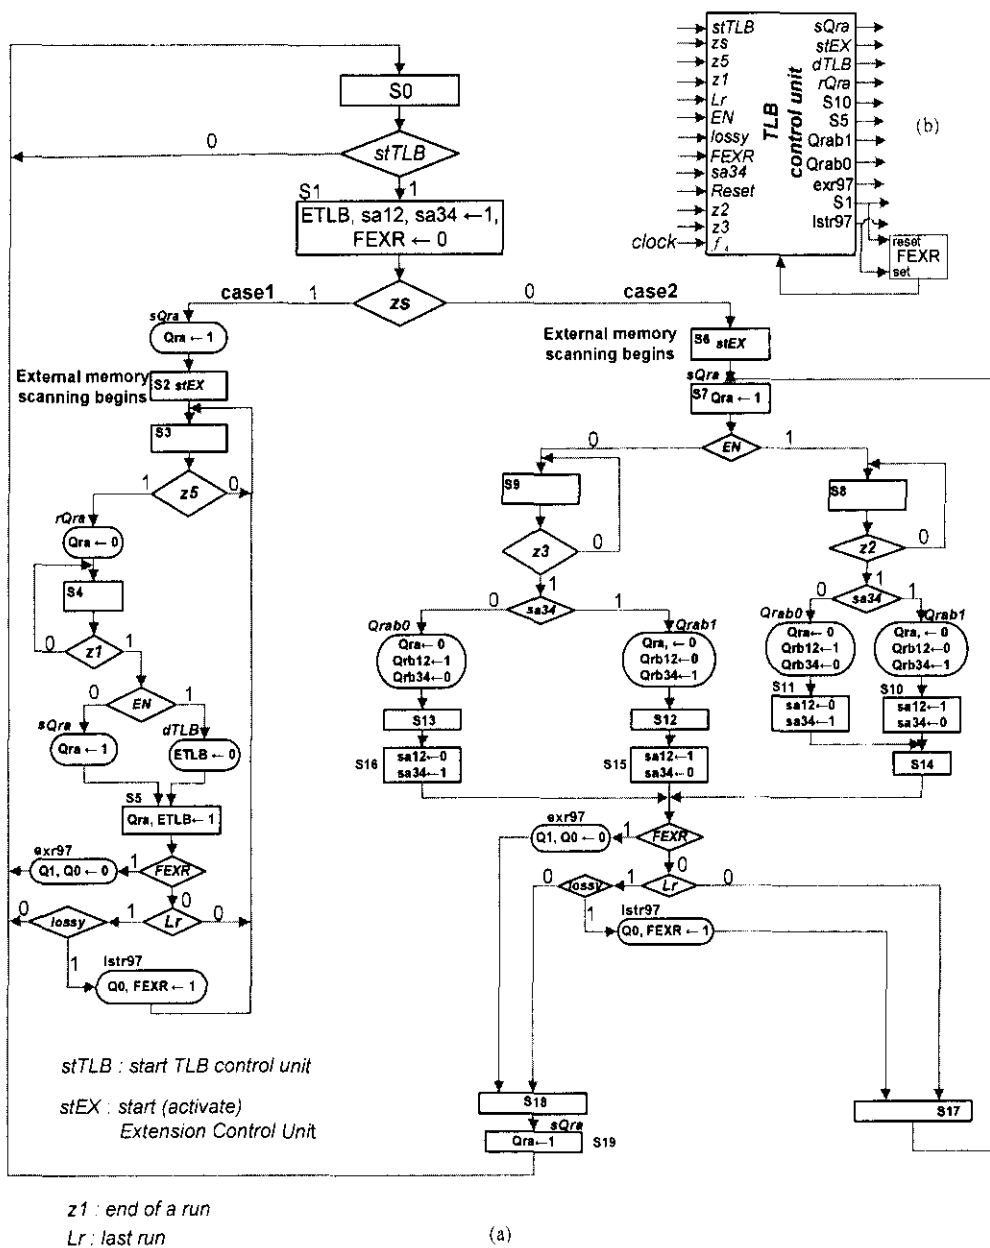 S0
0
stTLB
1
S1
ETLB, sa12, sa34 ←1,
FEXR ← 0
case1
1
zs
0
case2
sQra
Qra ← 1
External memory
scanning begins
S2 stEX
S3
1
z5
0
rQra
Qra ← 0
S4
0
z1
1
0
EN
1
sQra
Qra ← 1
dTLB
ETLB ← 0
S5
Qra, ETLB← 1
exr97
Q1, Q0 ← 0
1
FEXR
0
0
lossy
1
Lr
0
1
lstr97
Q0, FEXR ← 1
External memory
scanning begins
S6 stEX
sQra
S7 Qra ← 1
0
EN
1
S9
z3
0
1
0
sa34
1
S8
z2
0
1
0
sa34
1
Qrab0
Qra← 0
Qrb12←1
Qrb34←0
Qrab1
Qra, ← 0
Qrb12←0
Qrb34←1
Qrab0
Qra← 0
Qrb12←1
Qrb34←0
Qrab1
Qra, ← 0
Qrb12←0
Qrb34←1
S13
S12
S11
sa12←0
sa34←1
S10
sa12←1
sa34←0
S16
sa12←0
sa34←1
S15
sa12←1
sa34←0
S14
exr97
Q1, Q0 ← 0
1
FEXR
0
0
lossy
1
Lr
0
1
lstr97
Q0, FEXR ← 1
S18
sQra
Qra←1
S19
S17
stTLB
zs
z5
z1
Lr
EN
lossy
FEXR
sa34
Reset
z2
z3
clock
f
TLB
control unit
sQra
stEX
dTLB
rQra
S10
S5
Qrab1
Qrab0
exr97
S1
lstr97
reset
FEXR
set
(b)
stTLB : start TLB control unit
stEX : start (activate)
Extension Control Unit
z1 : end of a run
Lr : last run
(a)